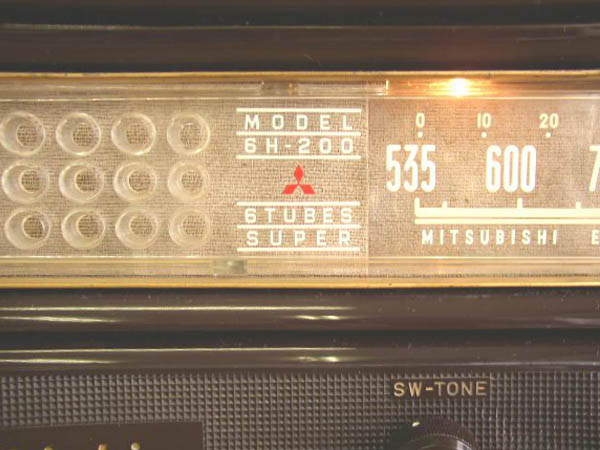 MODEL
6H-200
6TUBES
SUPER
0 10 20
535 600
MITSUBISHI E
SW-TONE